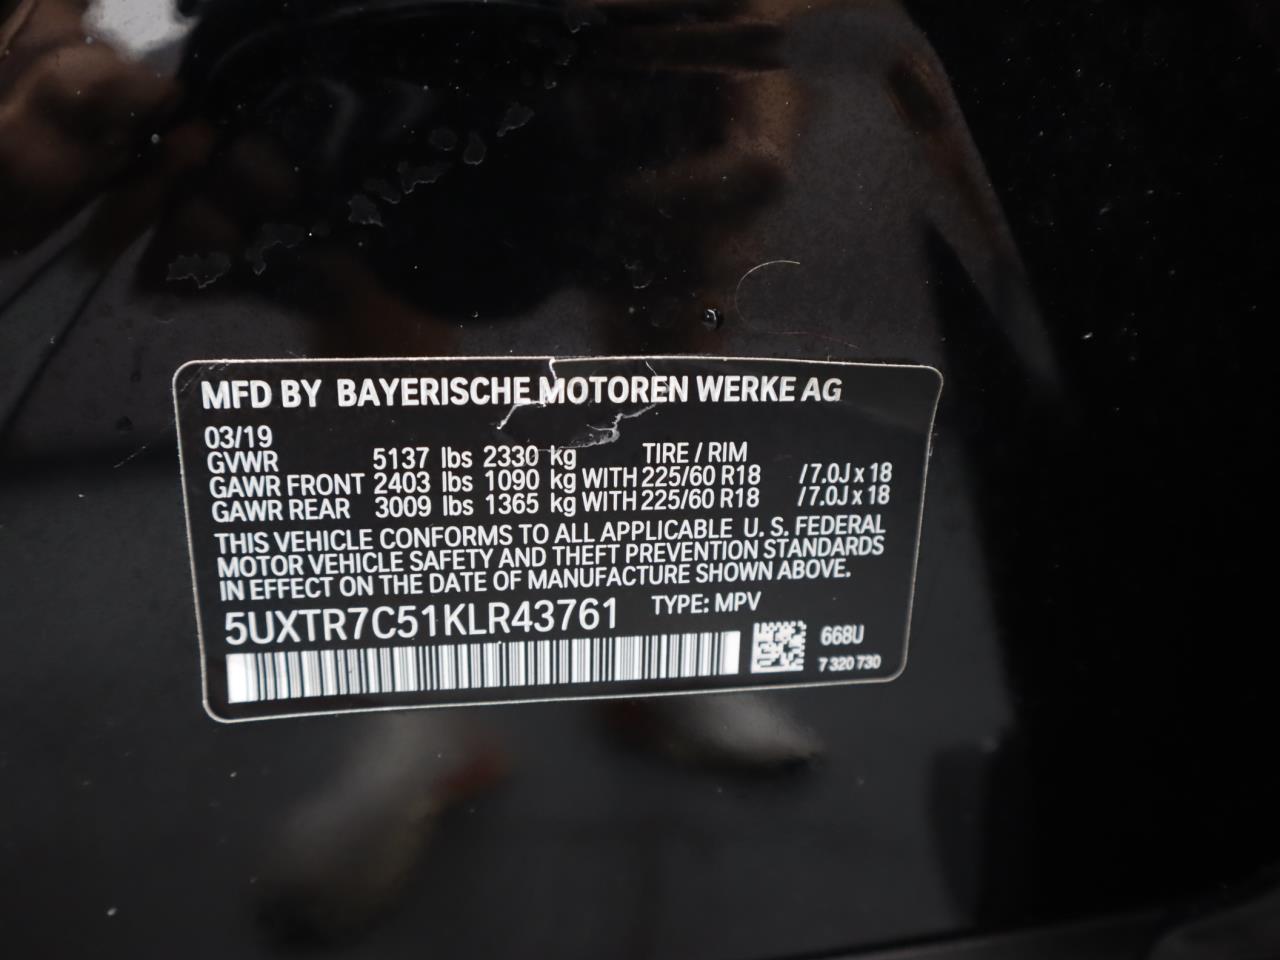 MFD BY BAYERISCHE MOTOREN WERKE AG
03/19
GVWR 5137 lbs 2330 kg TIRE / RIM
GAWR FRONT 2403 lbs 1090 kg WITH 225/60 R18 /7.0J x 18
GAWR REAR 3009 lbs 1365 kg WITH 225/60 R18 /7.0J x 18
THIS VEHICLE CONFORMS TO ALL APPLICABLE U. S. FEDERAL
MOTOR VEHICLE SAFETY AND THEFT PREVENTION STANDARDS
IN EFFECT ON THE DATE OF MANUFACTURE SHOWN ABOVE.
5UXTR7C51KLR43761 TYPE: MPV
668U
7 320 730